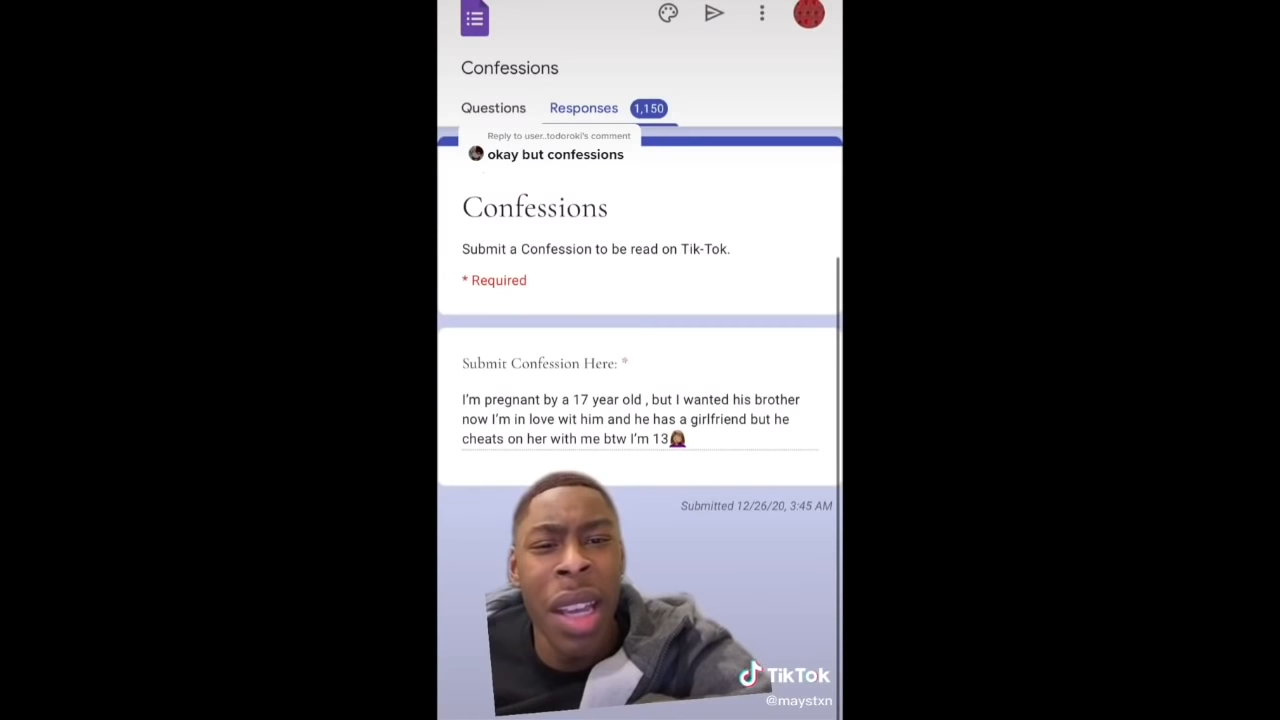 Confessions
Questions Responses 1,150
Reply to user..todoroki's comment
okay but confessions
Confessions
Submit a Confession to be read on Tik-Tok.
* Required
Submit Confession Here: *
I'm pregnant by a 17 year old , but I wanted his brother
now I'm in love wit him and he has a girlfriend but he
cheats on her with me btw I'm 13🤦🏽‍♀️
Submitted 12/26/20, 3:45 AM
TikTok
@maystxn